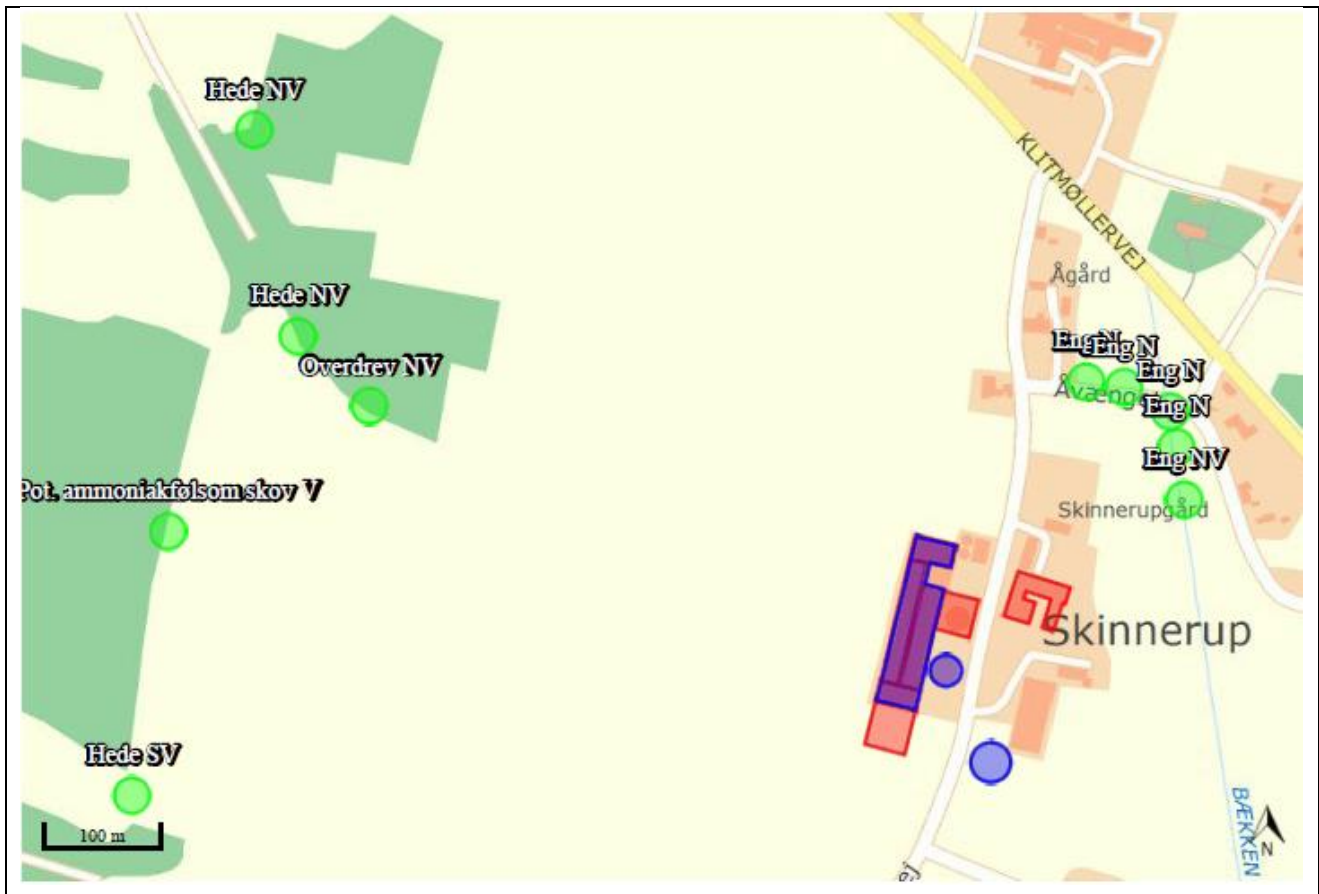 Hede NV
KLITMØLLERVEJ
Ågård
Hede NV
Eng N
Eng N
Overdrev NV
Eng N
Eng N
Eng NV
Pot. ammoniakfølsom skov V
Skinnerupgård
Skinnerup
Hede SV
100 m
BÆKKEN
N